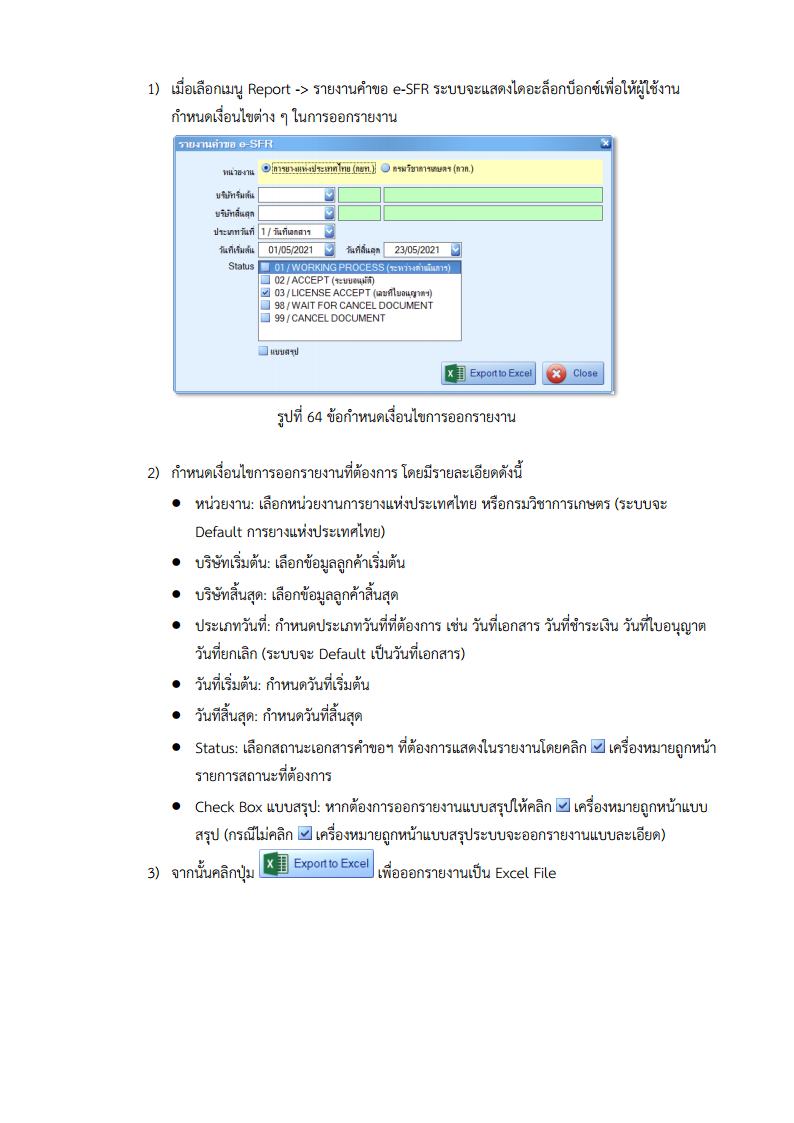 1) เมื่อเลือกเมนู Report -> รายงานคำขอ e-SFR ระบบจะแสดงไดอะล็อกบ็อกซ์เพื่อให้ผู้ใช้งาน
กำหนดเงื่อนไขต่าง ๆ ในการออกรายงาน
รายงานคำขอ e-SFR
หน่วยงาน การยางแห่งประเทศไทย (กยท.) กรมวิชาการเกษตร (กวก.)
บริษัทเริ่มต้น
บริษัทสิ้นสุด
ประเภทวันที่ 1 / วันที่เอกสาร
วันที่เริ่มต้น 01/05/2021 วันที่สิ้นสุด 23/05/2021
Status 01 / WORKING PROCESS (ระหว่างดำเนินการ)
02 / ACCEPT (ระบบอนุมัติ)
03 / LICENSE ACCEPT (เลขที่ใบอนุญาตฯ)
98 / WAIT FOR CANCEL DOCUMENT
99 / CANCEL DOCUMENT
แบบสรุป
Export to Excel Close
รูปที่ 64 ข้อกำหนดเงื่อนไขการออกรายงาน
2) กำหนดเงื่อนไขการออกรายงานที่ต้องการ โดยมีรายละเอียดดังนี้
● หน่วยงาน: เลือกหน่วยงานการยางแห่งประเทศไทย หรือกรมวิชาการเกษตร (ระบบจะ
Default การยางแห่งประเทศไทย)
● บริษัทเริ่มต้น: เลือกข้อมูลลูกค้าเริ่มต้น
● บริษัทสิ้นสุด: เลือกข้อมูลลูกค้าสิ้นสุด
● ประเภทวันที่: กำหนดประเภทวันที่ที่ต้องการ เช่น วันที่เอกสาร วันที่ชำระเงิน วันที่ใบอนุญาต
วันที่ยกเลิก (ระบบจะ Default เป็นวันที่เอกสาร)
● วันที่เริ่มต้น: กำหนดวันที่เริ่มต้น
● วันทีสิ้นสุด: กำหนดวันที่สิ้นสุด
● Status: เลือกสถานะเอกสารคำขอฯ ที่ต้องการแสดงในรายงานโดยคลิก เครื่องหมายถูกหน้า
รายการสถานะที่ต้องการ
● Check Box แบบสรุป: หากต้องการออกรายงานแบบสรุปให้คลิก เครื่องหมายถูกหน้าแบบ
สรุป (กรณีไม่คลิก เครื่องหมายถูกหน้าแบบสรุประบบจะออกรายงานแบบละเอียด)
3) จากนั้นคลิกปุ่ม Export to Excel เพื่อออกรายงานเป็น Excel File